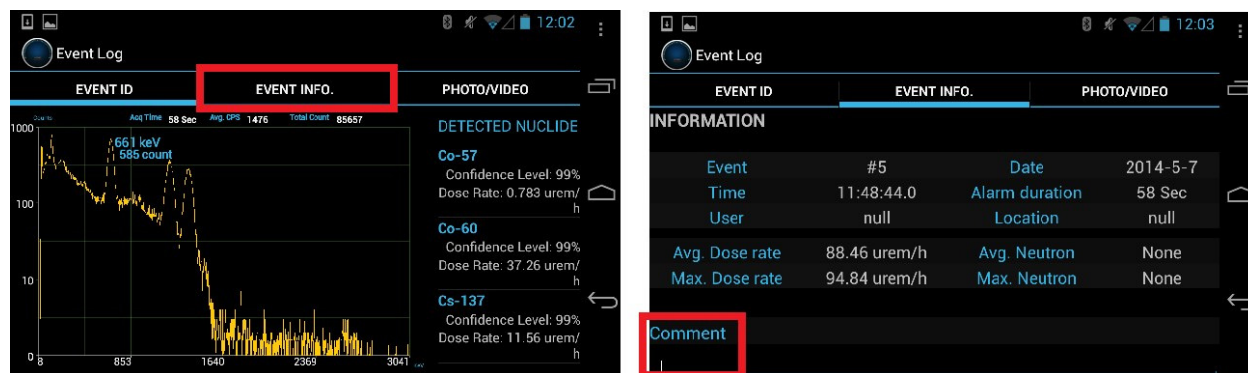 12:02
Event Log
EVENT ID EVENT INFO. PHOTO/VIDEO
Counts Acq Time 58 Sec Avg. CPS 1476 Total Count 85657
1000
661 keV
585 count
100
10
0 8 853 1640 2369 3041
DETECTED NUCLIDE
Co-57
Confidence Level: 99%
Dose Rate: 0.783 urem/
h
Co-60
Confidence Level: 99%
Dose Rate: 37.26 urem/
h
Cs-137
Confidence Level: 99%
Dose Rate: 11.56 urem/
h
12:03
Event Log
EVENT ID EVENT INFO. PHOTO/VIDEO
INFORMATION
Event #5 Date 2014-5-7
Time 11:48:44.0 Alarm duration 58 Sec
User null Location null
Avg. Dose rate 88.46 urem/h Avg. Neutron None
Max. Dose rate 94.84 urem/h Max. Neutron None
Comment